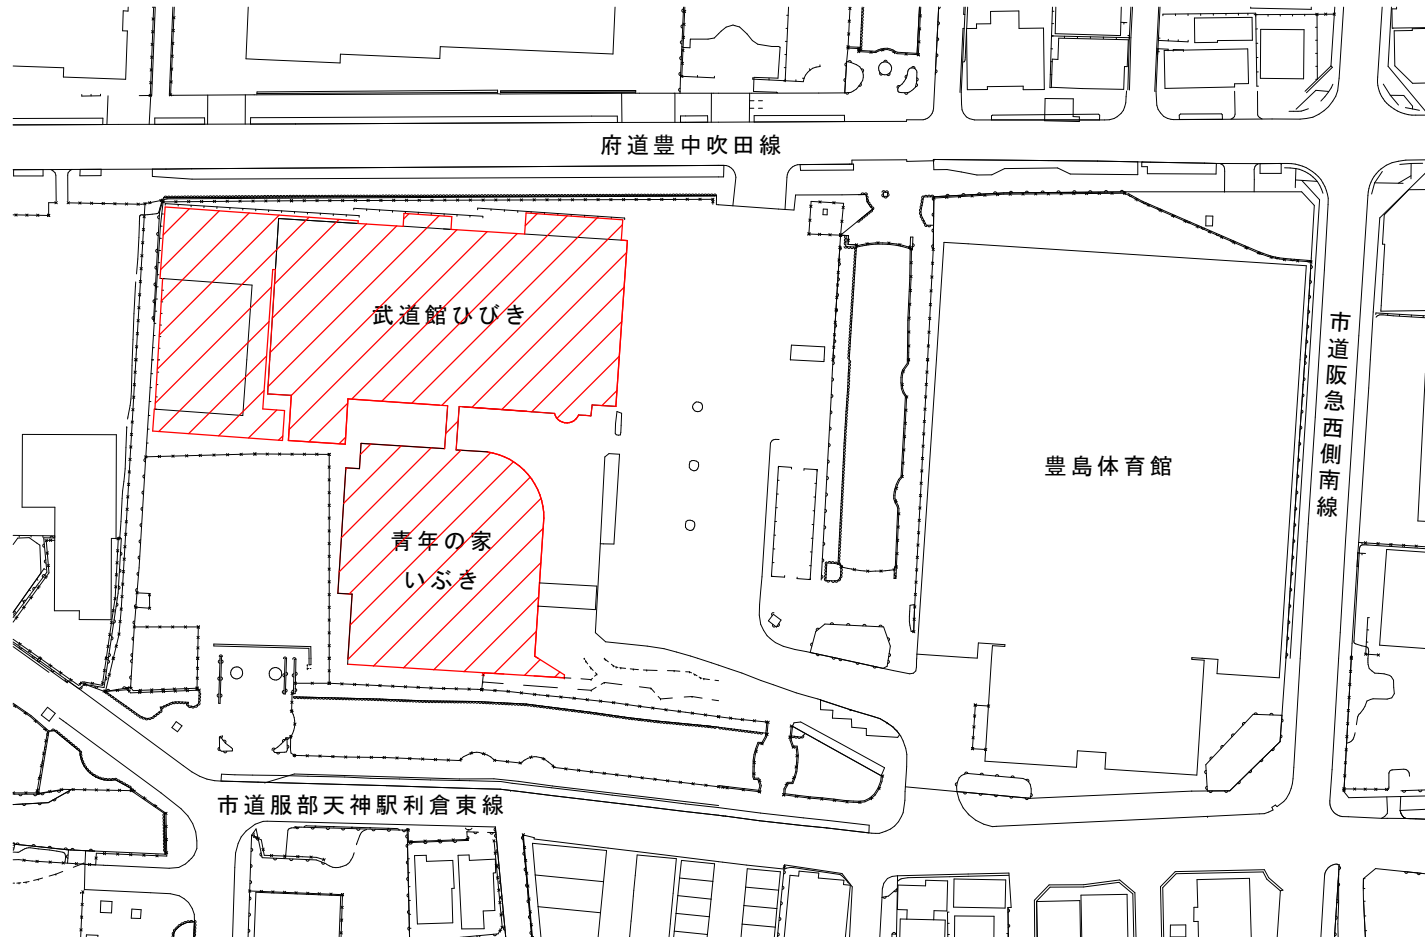 府道豊中吹田線
武道館ひびき
市道阪急西側南線
豊島体育館
青年の家
いぶき
市道服部天神駅利倉東線